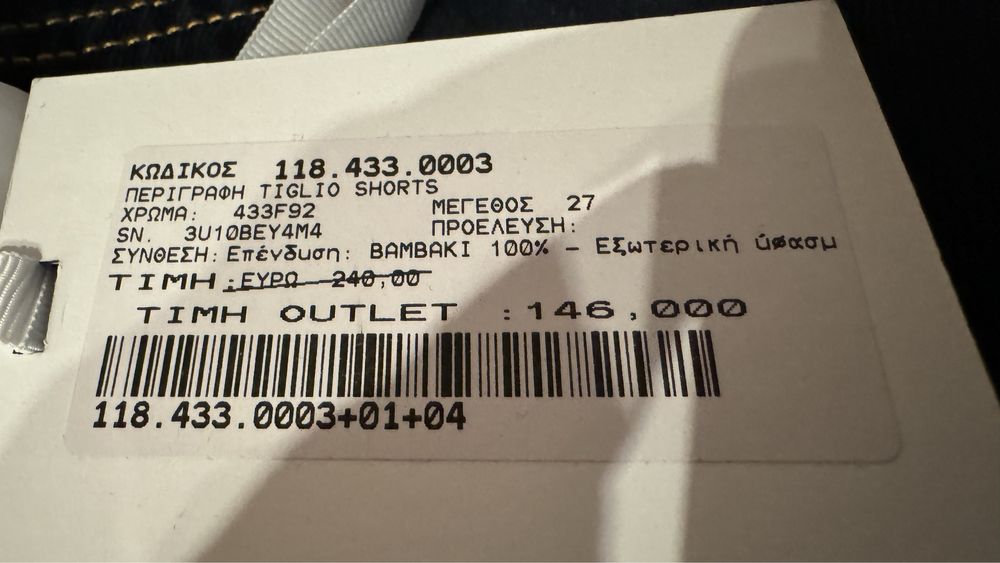 ΚΩΔΙΚΟΣ 118.433.0003
ΠΕΡΙΓΡΑΦΗ TIGLIO SHORTS
ΧΡΩΜΑ: 433F92 ΜΕΓΕΘΟΣ 27
SN. 3U10BEY4M4 ΠΡΟΕΛΕΥΣΗ:
ΣΥΝΘΕΣΗ: Επένδυση: ΒΑΜΒΑΚΙ 100% - Εξωτερική ύφασμ
ΤΙΜΗ :ΕΥΡΩ 240,00
ΤΙΜΗ OUTLET :146,000
118.433.0003+01+04